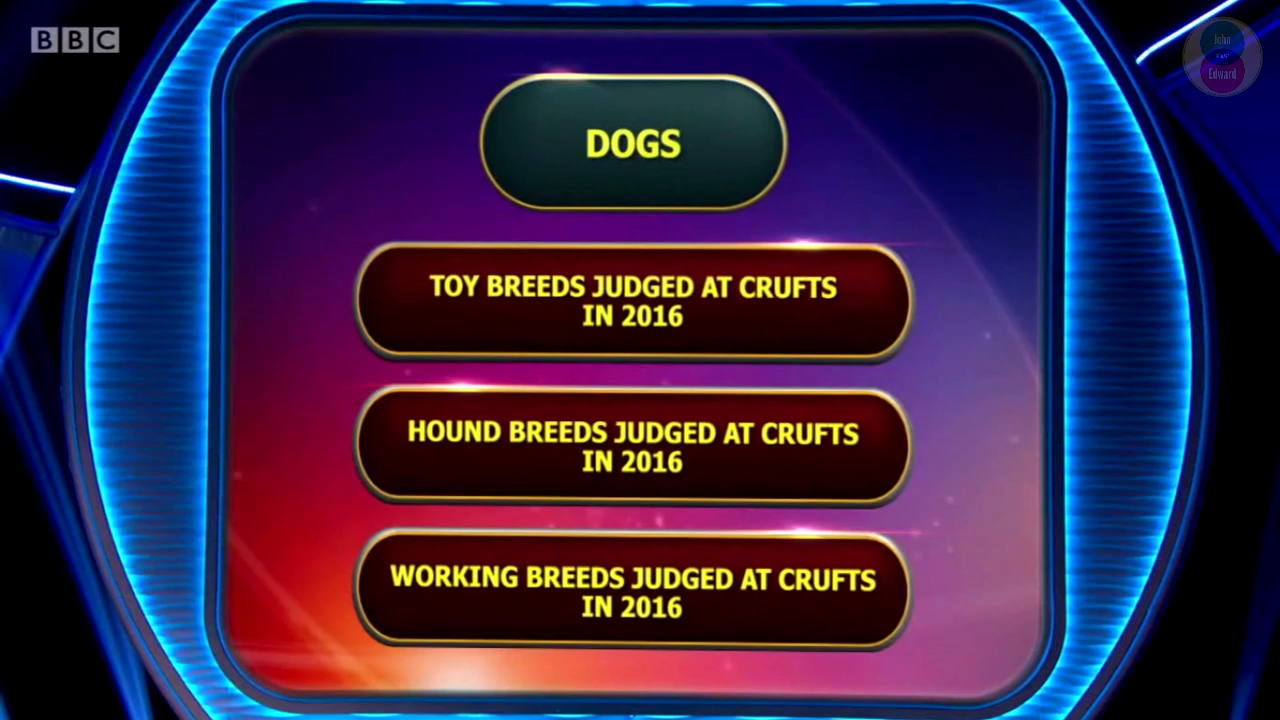 BBC
John
Edward
DOGS
TOY BREEDS JUDGED AT CRUFTS
IN 2016
HOUND BREEDS JUDGED AT CRUFTS
IN 2016
WORKING BREEDS JUDGED AT CRUFTS
IN 2016